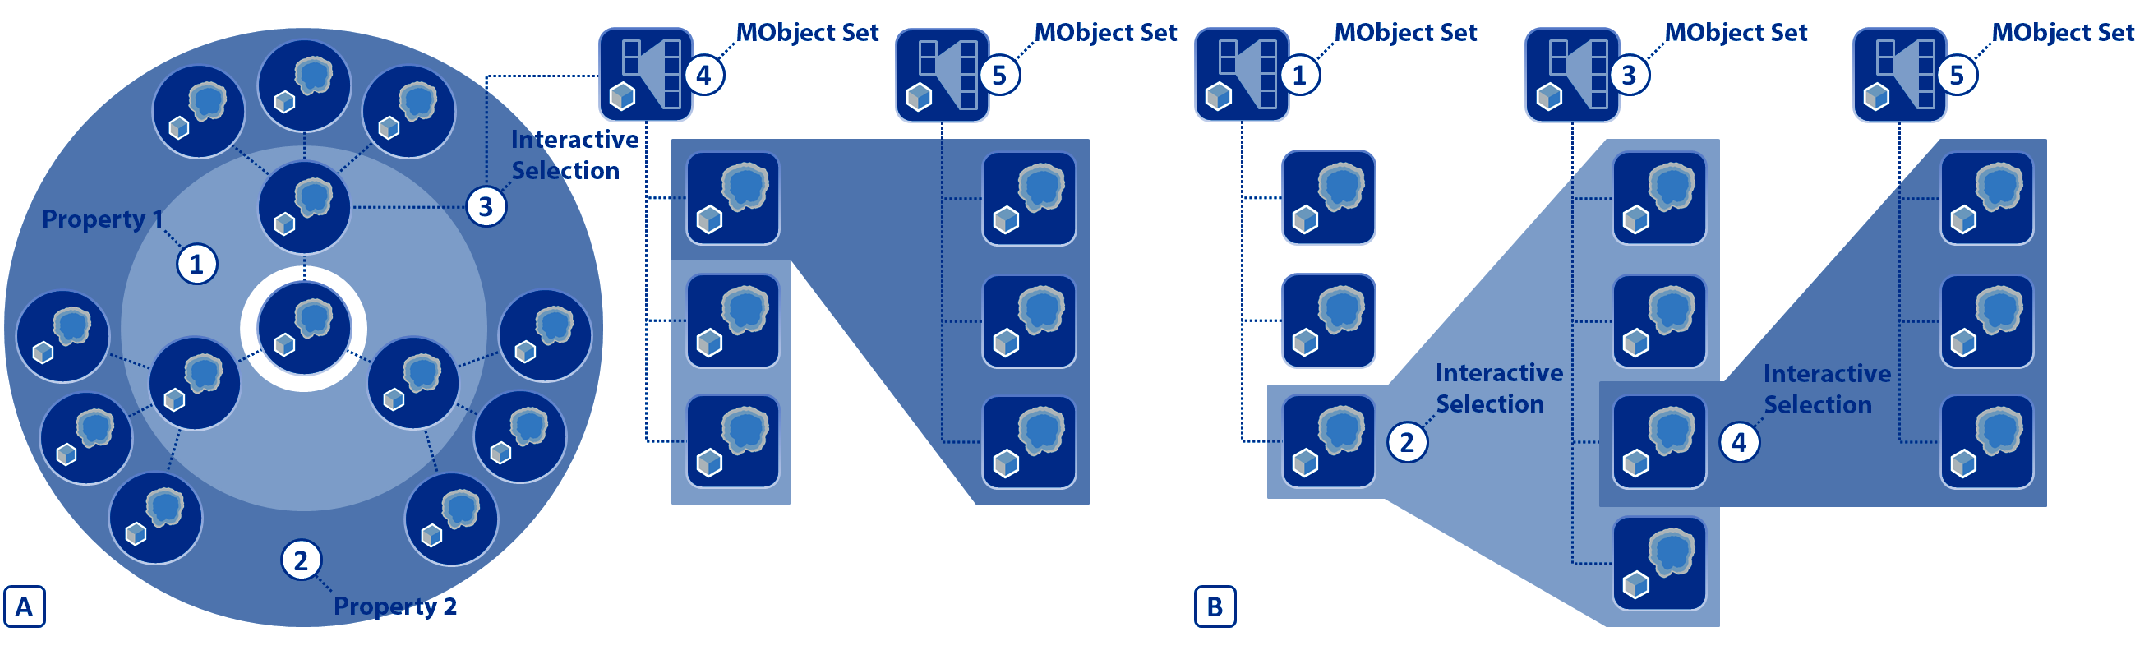 MObject Set
4
MObject Set
5
Interactive
Selection
3
Property 1
1
2
Property 2
A
MObject Set
1
MObject Set
3
MObject Set
5
Interactive
Selection
2
Interactive
Selection
4
B